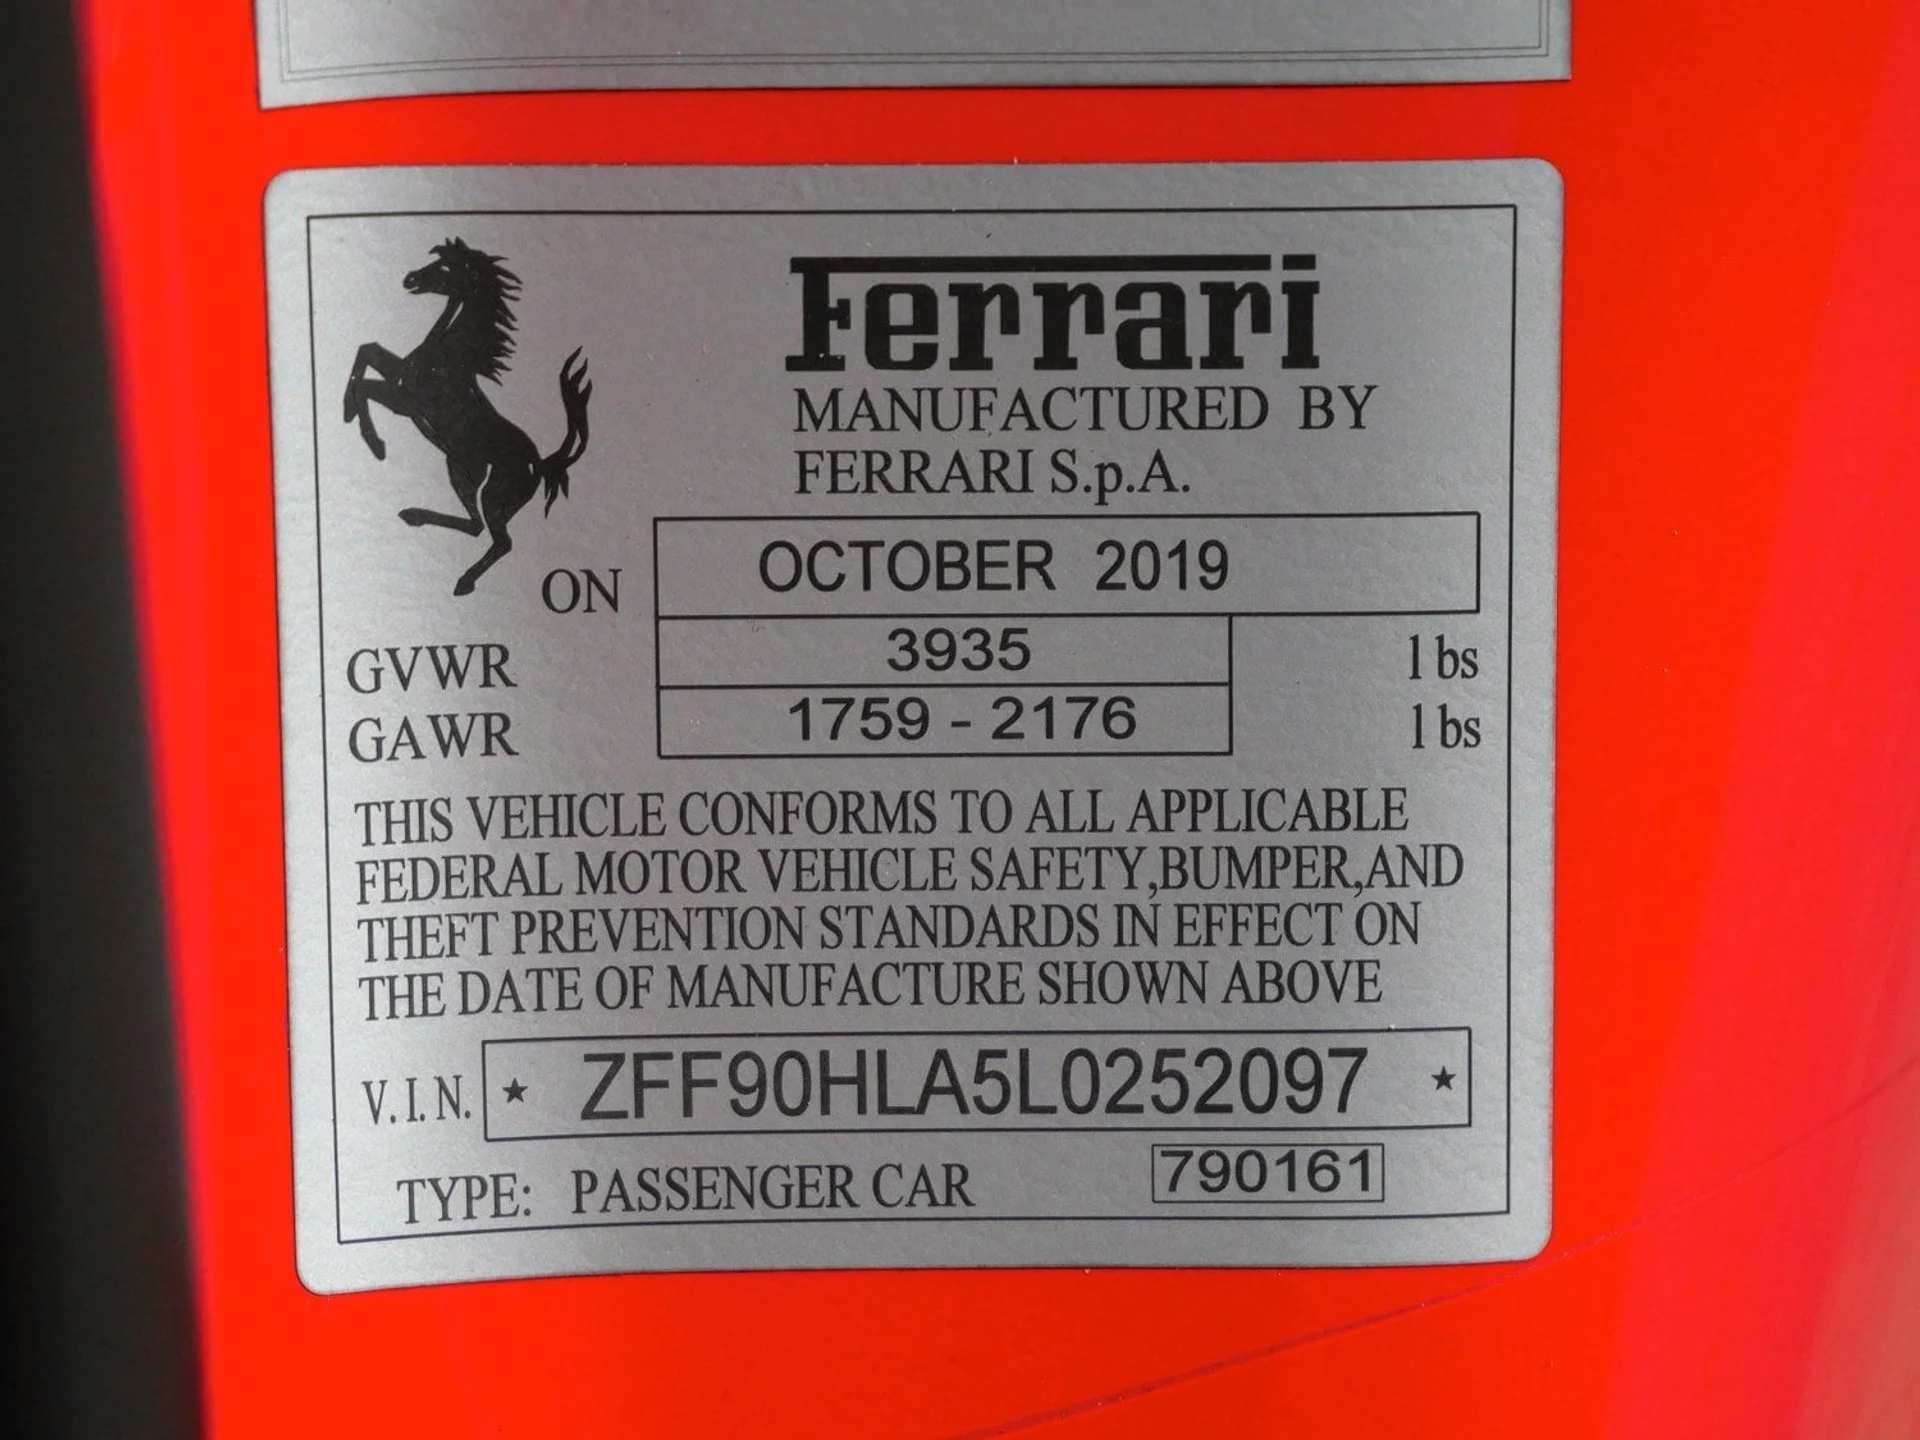 Ferrari
MANUFACTURED BY
FERRARI S.p.A.
ON OCTOBER 2019
GVWR 3935 lbs
GAWR 1759 - 2176 lbs
THIS VEHICLE CONFORMS TO ALL APPLICABLE
FEDERAL MOTOR VEHICLE SAFETY,BUMPER,AND
THEFT PREVENTION STANDARDS IN EFFECT ON
THE DATE OF MANUFACTURE SHOWN ABOVE
V.I.N. ★ ZFF90HLA5L0252097 ★
TYPE: PASSENGER CAR 790161